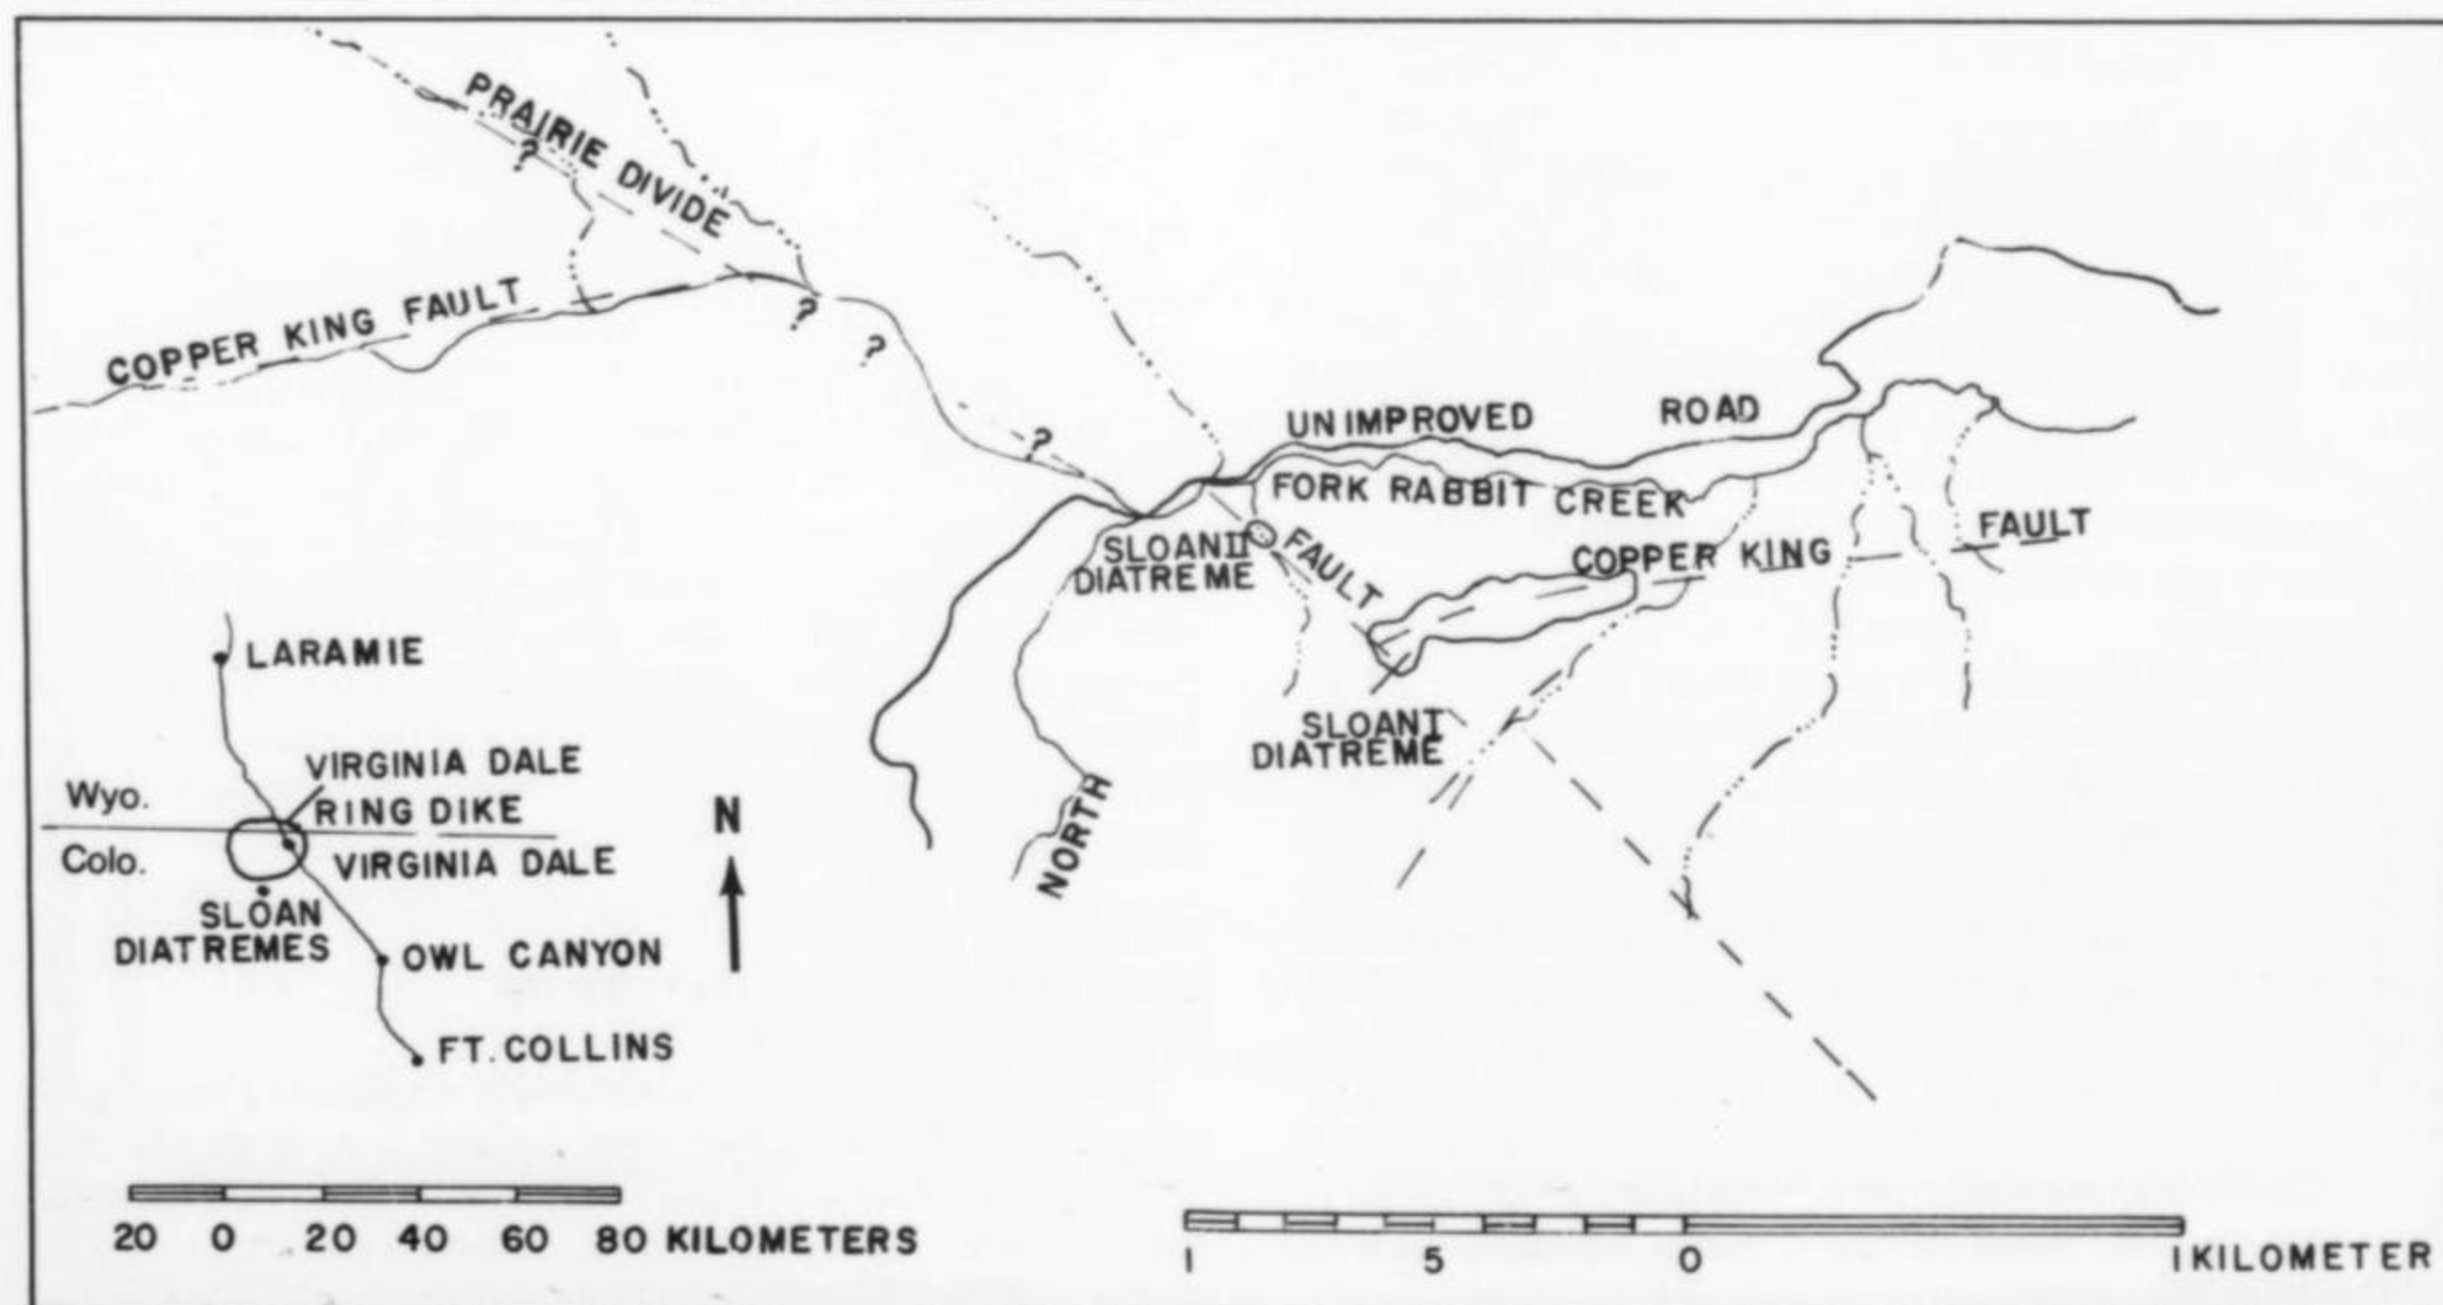 PRAIRIE DIVIDE
?
COPPER KING FAULT
?
?
?
UNIMPROVED ROAD
FORK RABBIT CREEK
SLOAN II
DIATREME
FAULT
COPPER KING FAULT
SLOAN I
DIATREME
NORTH
LARAMIE
VIRGINIA DALE
RING DIKE
Wyo.
Colo.
VIRGINIA DALE
SLOAN
DIATREMES
OWL CANYON
FT. COLLINS
N
20 0 20 40 60 80 KILOMETERS
1 5 0 1 KILOMETER